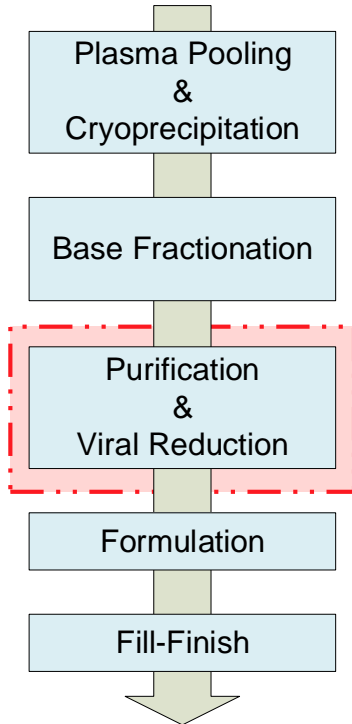 Plasma Pooling
&
Cryoprecipitation
Base Fractionation
Purification
&
Viral Reduction
Formulation
Fill-Finish